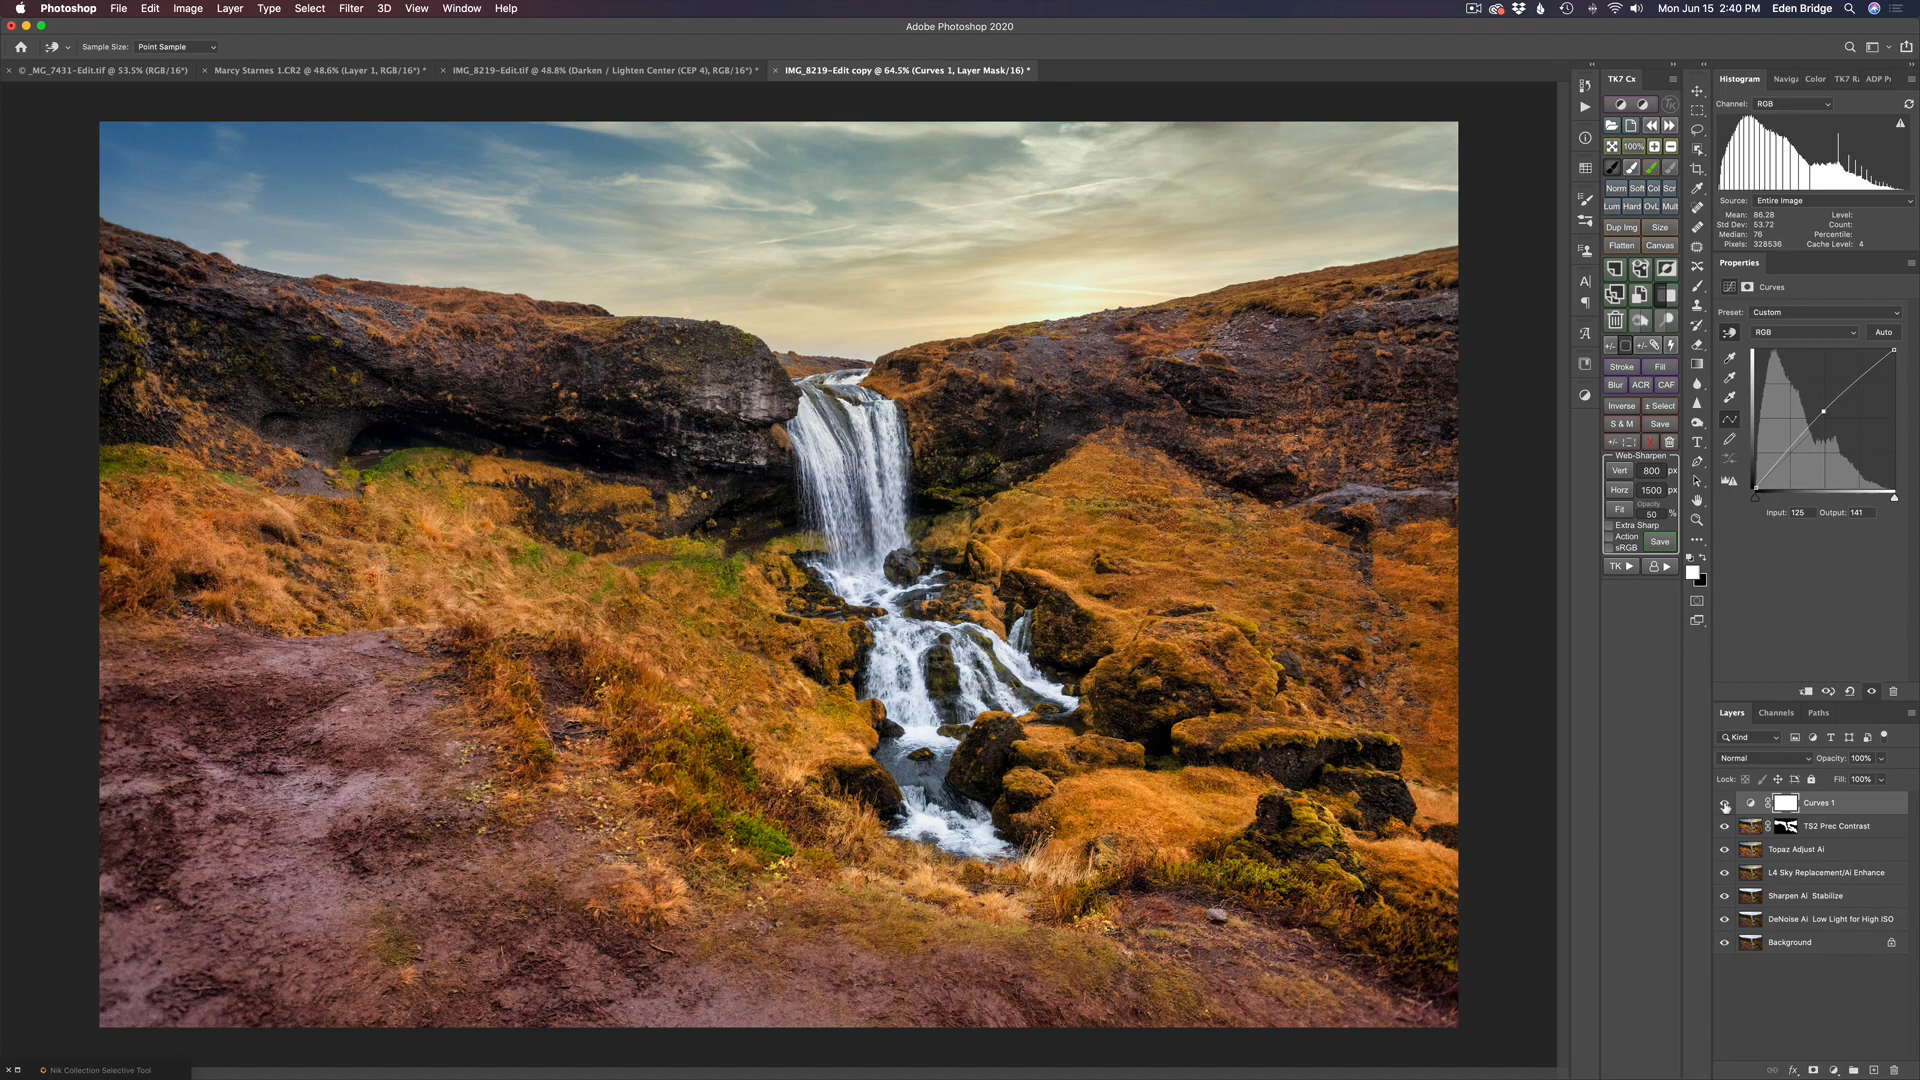 Photoshop File Edit Image Layer Type Select Filter 3D View Window Help
Mon Jun 15 2:40 PM Eden Bridge
Adobe Photoshop 2020
Sample Size: Point Sample
© _MG_7431-Edit.tif @ 53.5% (RGB/16*)
Marcy Starnes 1.CR2 @ 48.6% (Layer 1, RGB/16*) *
IMG_8219-Edit.tif @ 48.8% (Darken / Lighten Center (CEP 4), RGB/16*) *
IMG_8219-Edit copy @ 64.5% (Curves 1, Layer Mask/16) *
TK7 Cx
100%
Norm Soft Col Scr
Lum Hard OvL Mult
Dup Img Size
Flatten Canvas
Stroke Fill
Blur ACR CAF
Inverse ± Select
S & M Save
Web-Sharpen
Vert 800 px
Horz 1500 px
Fit Opacity 50 %
Extra Sharp
Action
sRGB Save
TK
Histogram Naviga Color TK7 R ADP P
Channel: RGB
Source: Entire Image
Mean: 86.28 Level:
Std Dev: 53.72 Count:
Median: 76 Percentile:
Pixels: 328536 Cache Level: 4
Properties
Curves
Preset: Custom
RGB Auto
Input: 125 Output: 141
Layers Channels Paths
Kind
Normal Opacity: 100%
Lock: Fill: 100%
Curves 1
TS2 Prec Contrast
Topaz Adjust Ai
L4 Sky Replacement/Ai Enhance
Sharpen Ai Stabilize
DeNoise Ai Low Light for High ISO
Background
Nik Collection Selective Tool